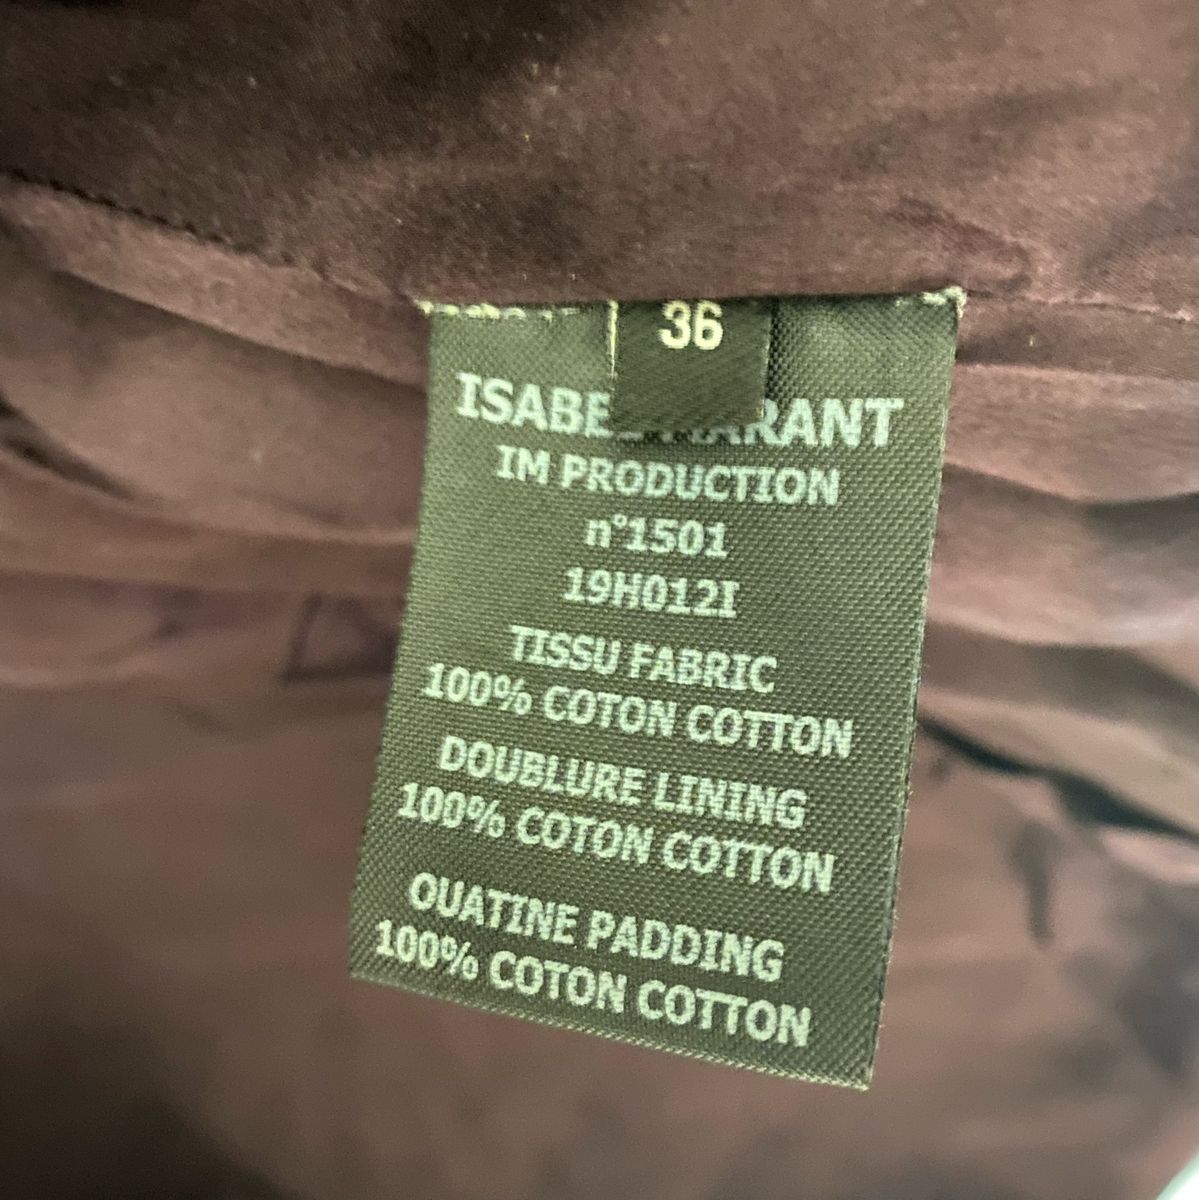 36
ISABE ARANT
IM PRODUCTION
n°1501
19H012I
TISSU FABRIC
100% COTON COTTON
DOUBLURE LINING
100% COTON COTTON
OUATINE PADDING
100% COTON COTTON